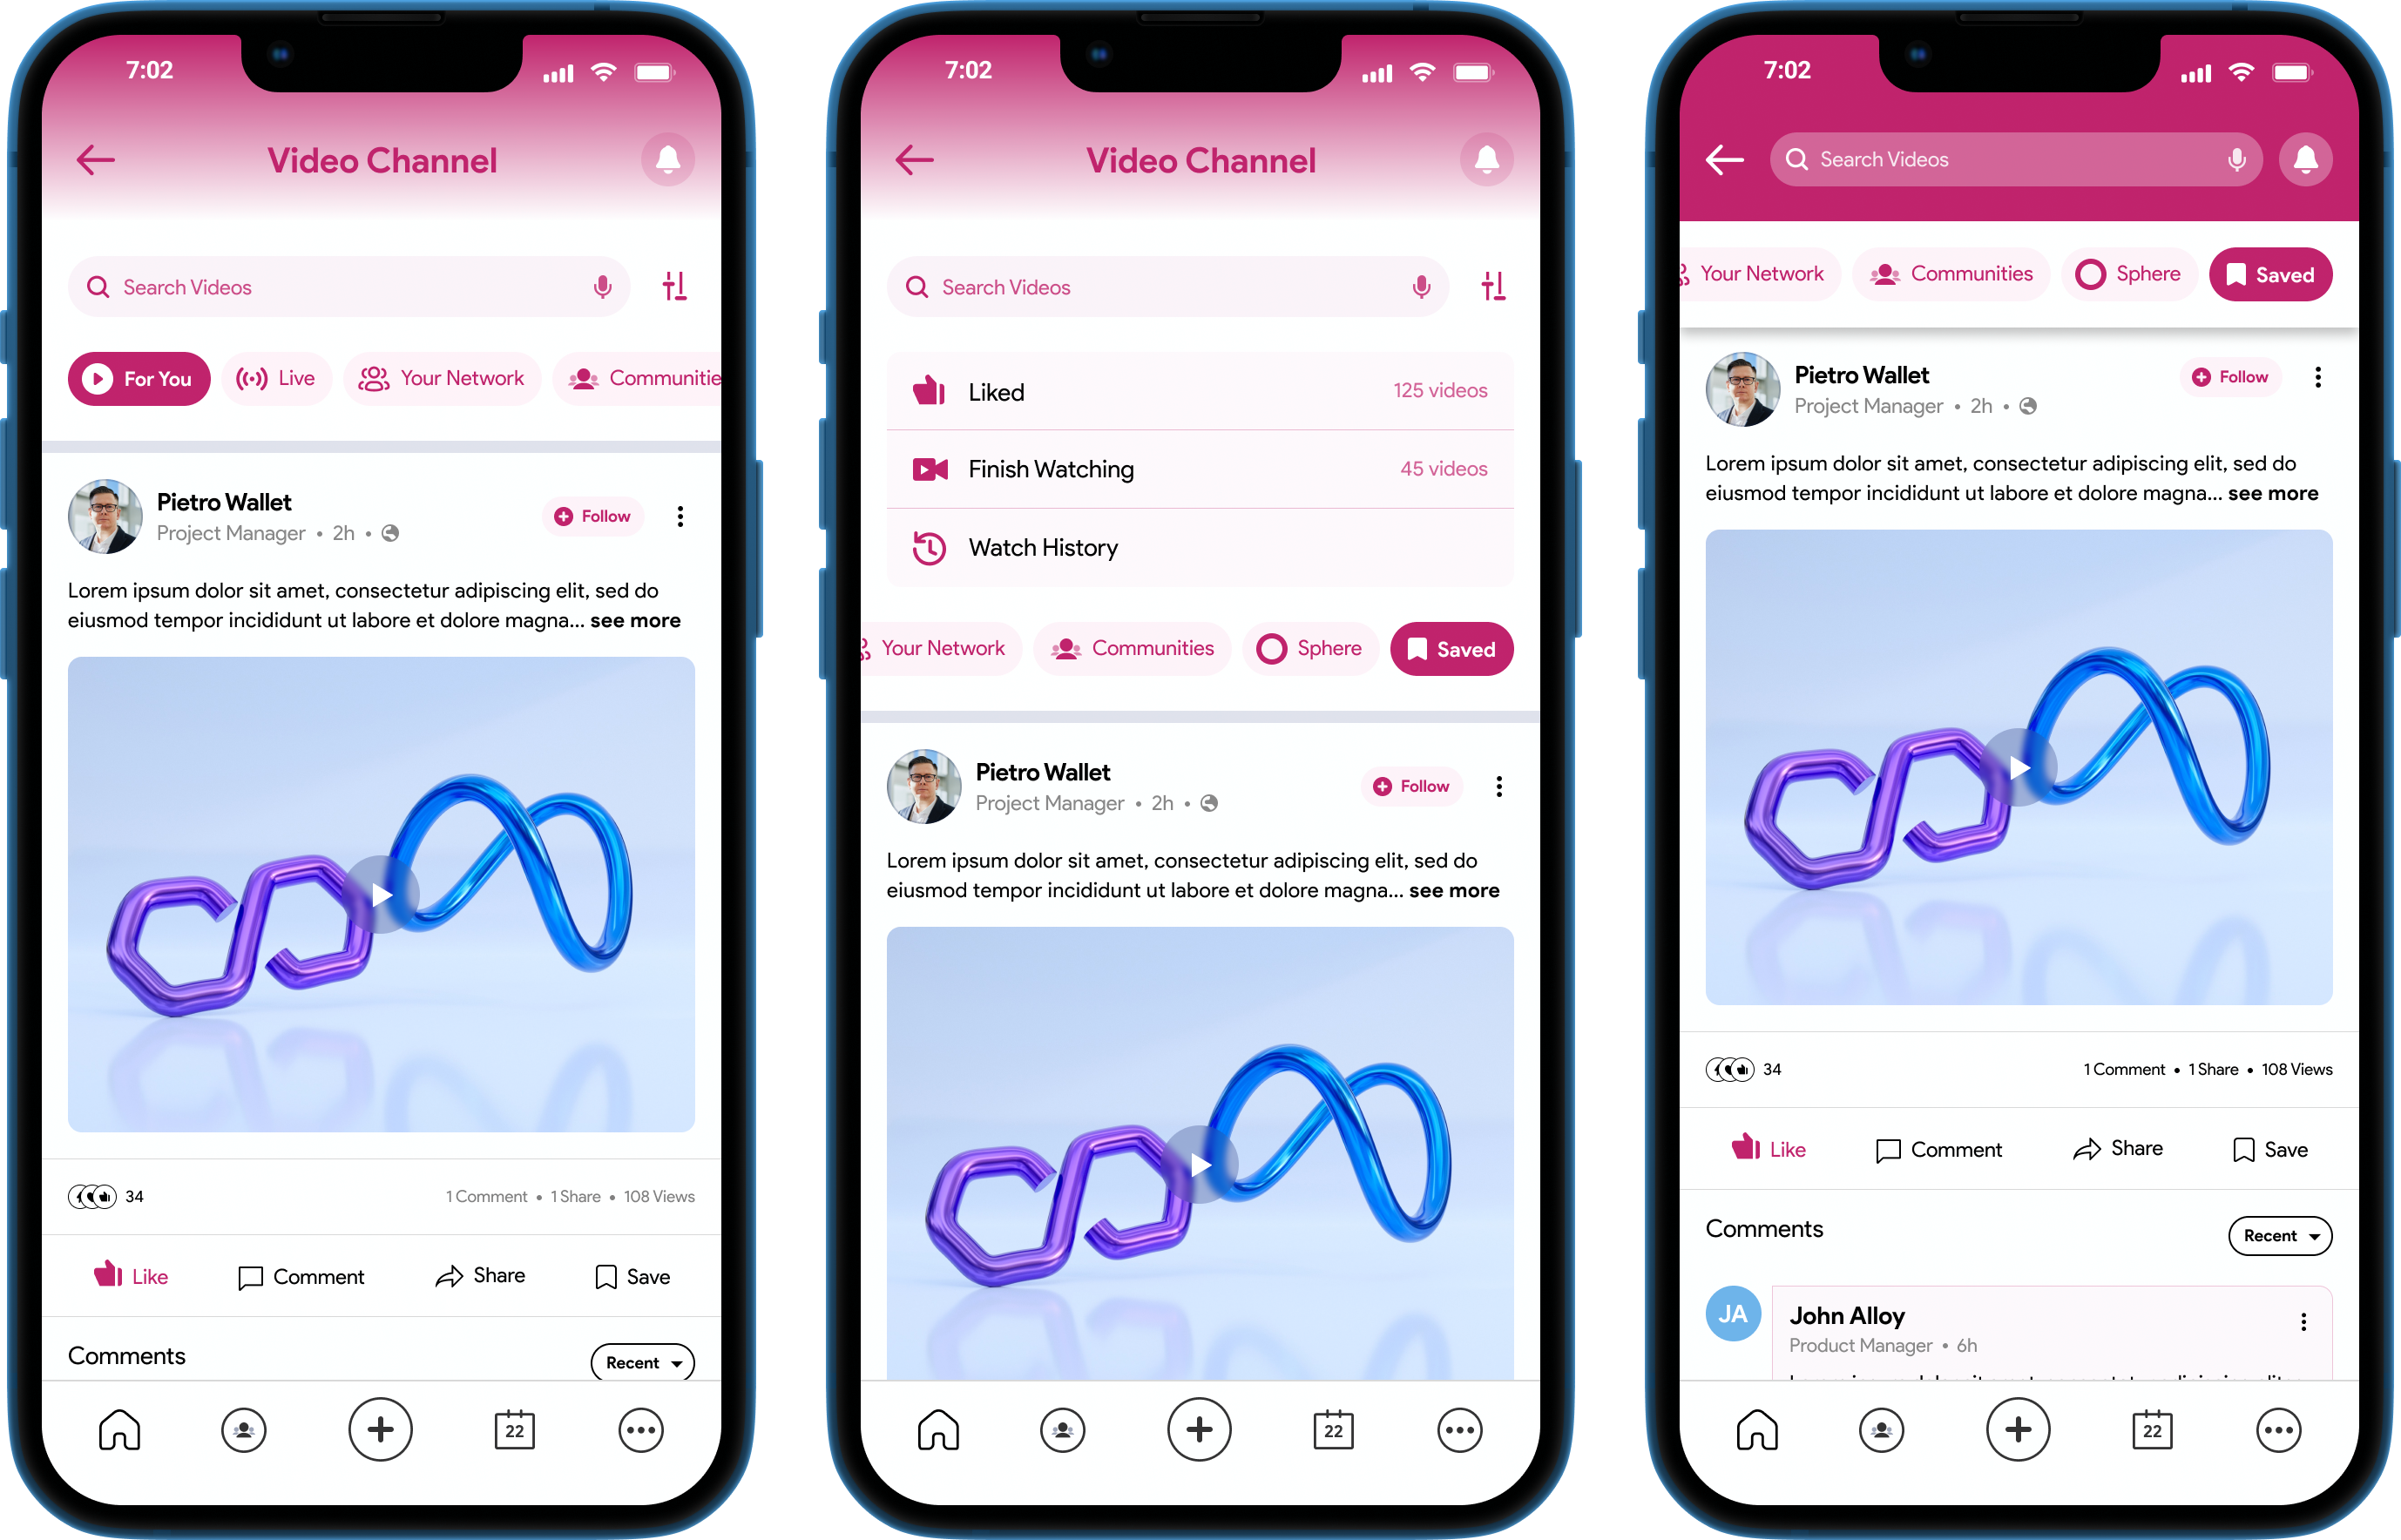 7:02
Video Channel
Search Videos
For You Live Your Network Communitie
Pietro Wallet
Project Manager • 2h •
Follow
Lorem ipsum dolor sit amet, consectetur adipiscing elit, sed do
eiusmod tempor incididunt ut labore et dolore magna... see more
34
1 Comment • 1 Share • 108 Views
Like Comment Share Save
Comments
Recent
22
7:02
Video Channel
Search Videos
Liked 125 videos
Finish Watching 45 videos
Watch History
Your Network Communities Sphere Saved
Pietro Wallet
Project Manager • 2h •
Follow
Lorem ipsum dolor sit amet, consectetur adipiscing elit, sed do
eiusmod tempor incididunt ut labore et dolore magna... see more
22
7:02
Search Videos
Your Network Communities Sphere Saved
Pietro Wallet
Project Manager • 2h •
Follow
Lorem ipsum dolor sit amet, consectetur adipiscing elit, sed do
eiusmod tempor incididunt ut labore et dolore magna... see more
34
1 Comment • 1 Share • 108 Views
Like Comment Share Save
Comments
Recent
JA
John Alloy
Product Manager • 6h
22